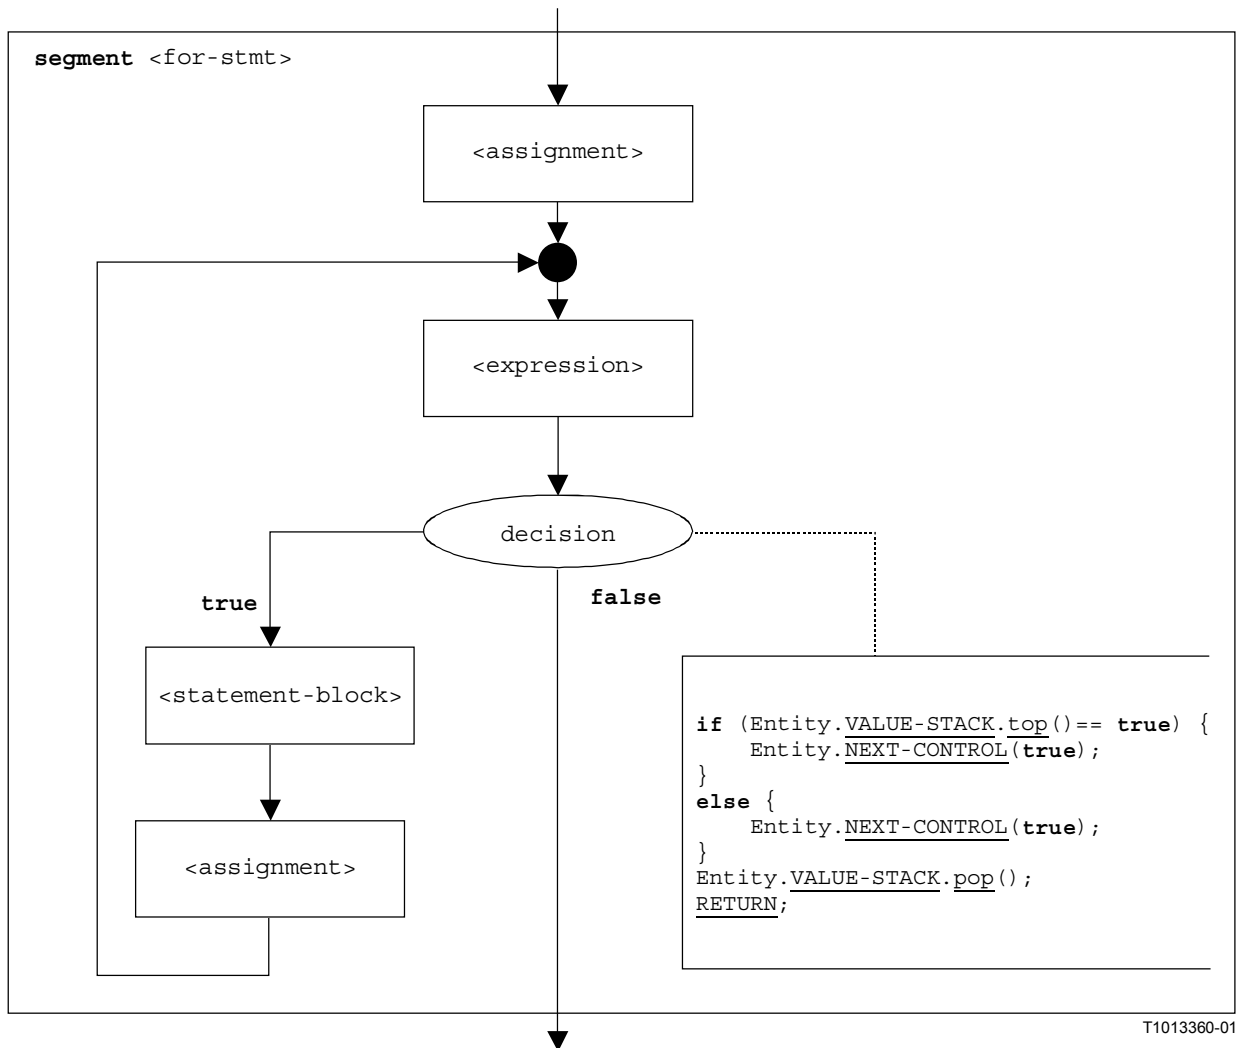 segment <for-stmt>
<assignment>
<expression>
decision
true
false
<statement-block>
<assignment>
if (Entity.VALUE-STACK.top()== true) {
Entity.NEXT-CONTROL(true);
}
else {
Entity.NEXT-CONTROL(true);
}
Entity.VALUE-STACK.pop();
RETURN;
T1013360-01